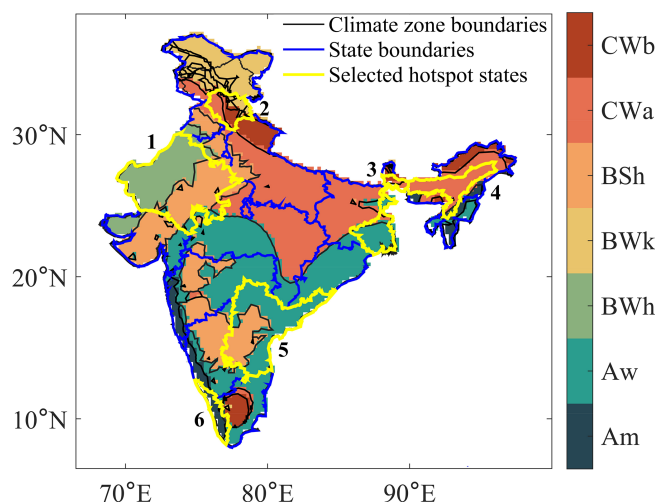 Climate zone boundaries
State boundaries
Selected hotspot states
CWb
CWa
BSh
BWk
BWh
Aw
Am
30°N
20°N
10°N
70°E
80°E
90°E
1
2
3
4
5
6